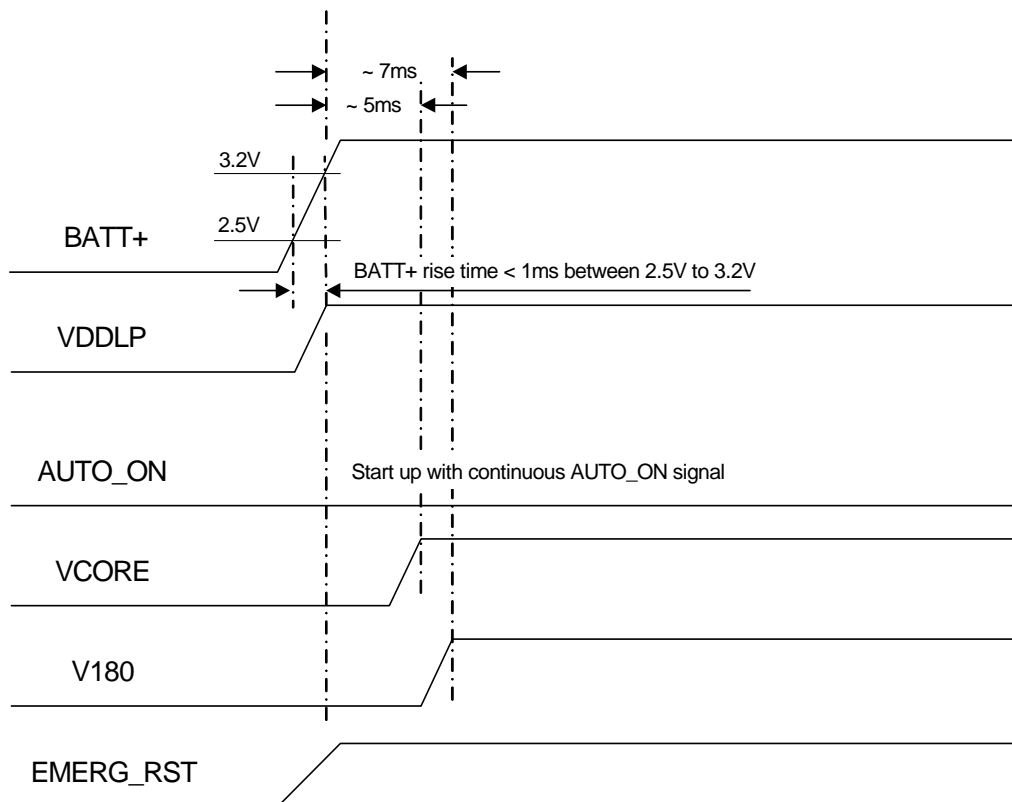 ~ 7ms
~ 5ms
3.2V
2.5V
BATT+
BATT+ rise time < 1ms between 2.5V to 3.2V
VDDLP
AUTO_ON
Start up with continuous AUTO_ON signal
VCORE
V180
EMERG_RST